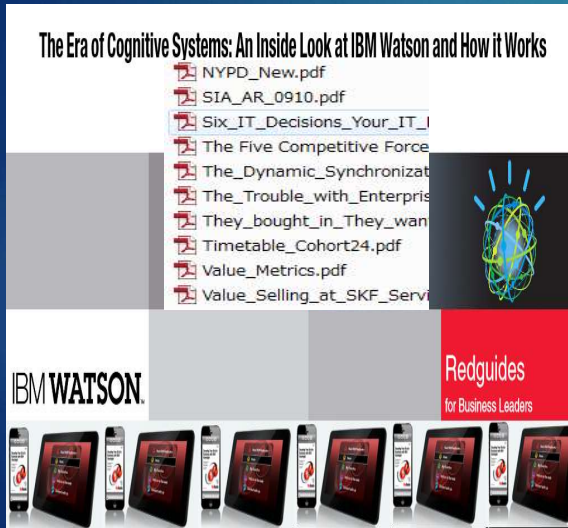 The Era of Cognitive Systems: An Inside Look at IBM Watson and How it Works
NYPD_New.pdf
SIA_AR_0910.pdf
Six_IT_Decisions_Your_IT_
The Five Competitive Force
The_Dynamic_Synchronizat
The_Trouble_with_Enterpris
They_bought_in_They_wan
Timetable_Cohort24.pdf
Value_Metrics.pdf
Value_Selling_at_SKF_Servi
IBM WATSON
Redguides
for Business Leaders